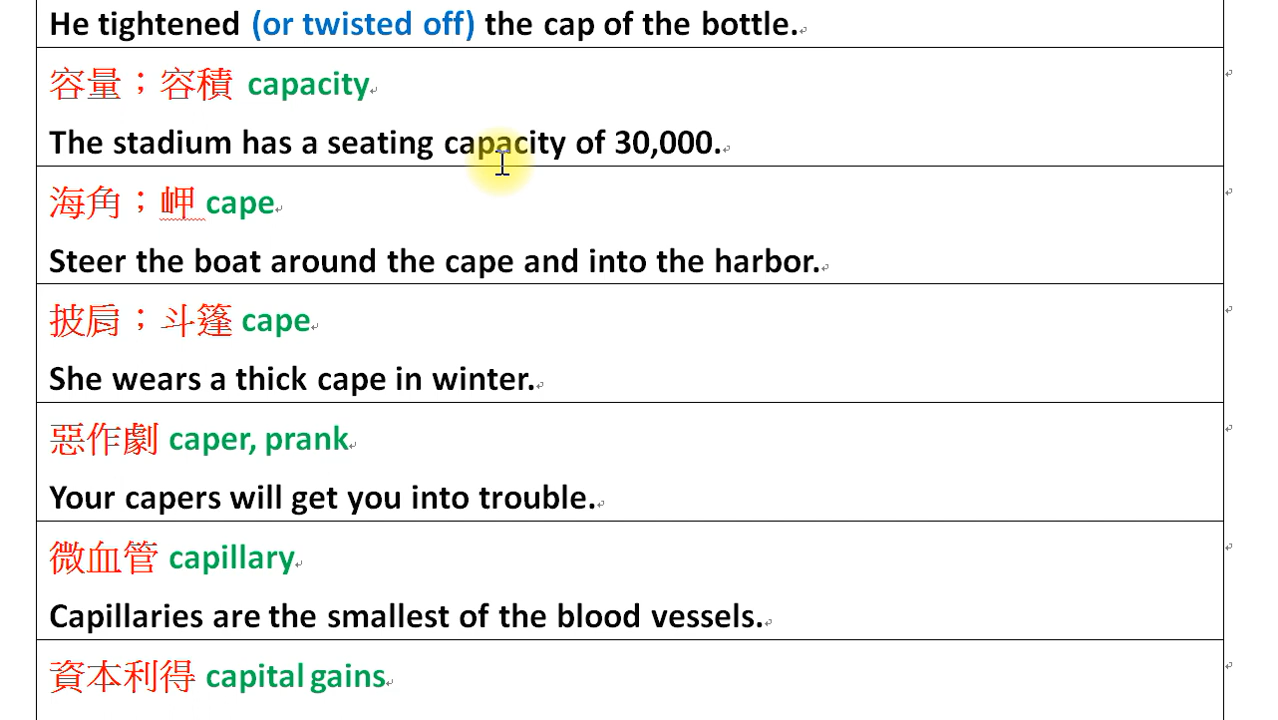 He tightened (or twisted off) the cap of the bottle.
容量；容積 capacity
The stadium has a seating capacity of 30,000.
海角；岬 cape
Steer the boat around the cape and into the harbor.
披肩；斗篷 cape
She wears a thick cape in winter.
惡作劇 caper, prank
Your capers will get you into trouble.
微血管 capillary
Capillaries are the smallest of the blood vessels.
資本利得 capital gains